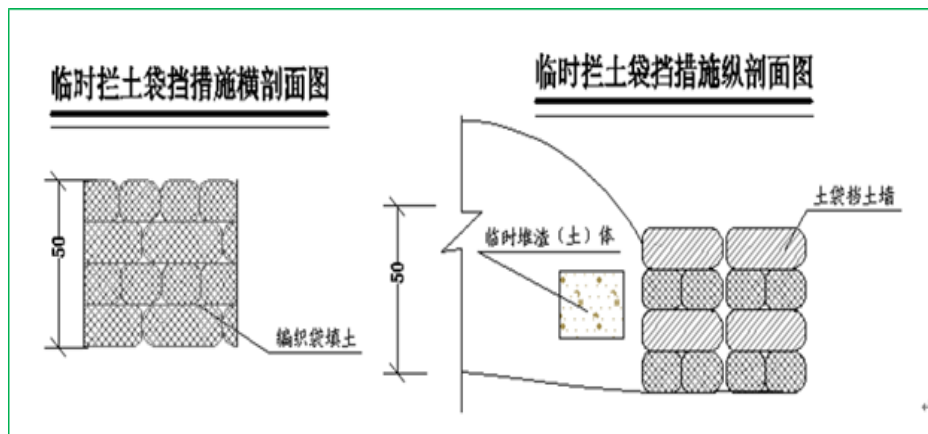 临时拦土袋挡措施横剖面图
临时拦土袋挡措施纵剖面图
土袋挡土墙
临时堆渣（土）体
50
50
编织袋填土